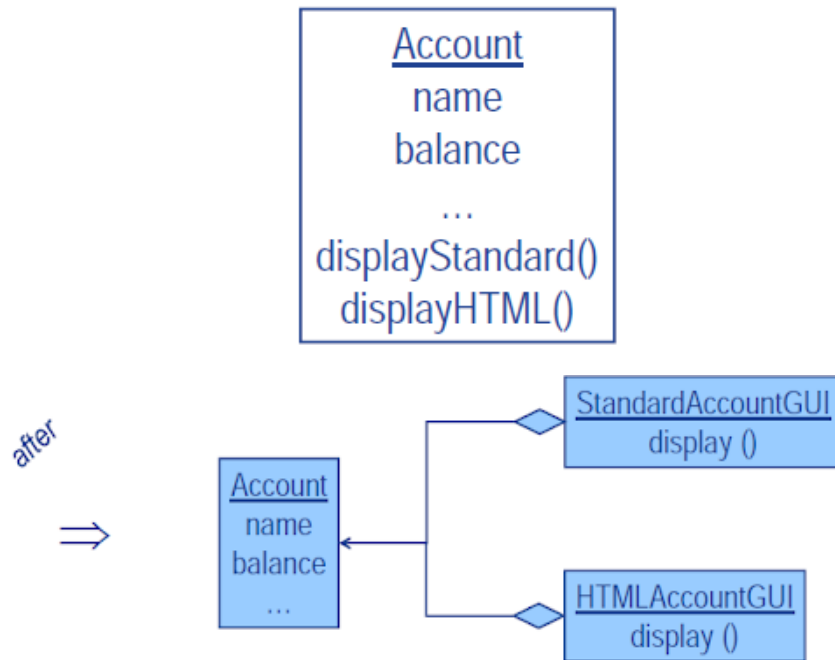 Account
name
balance
...
displayStandard()
displayHTML()
after
⇒
StandardAccountGUI
display ()
Account
name
balance
...
HTMLAccountGUI
display ()